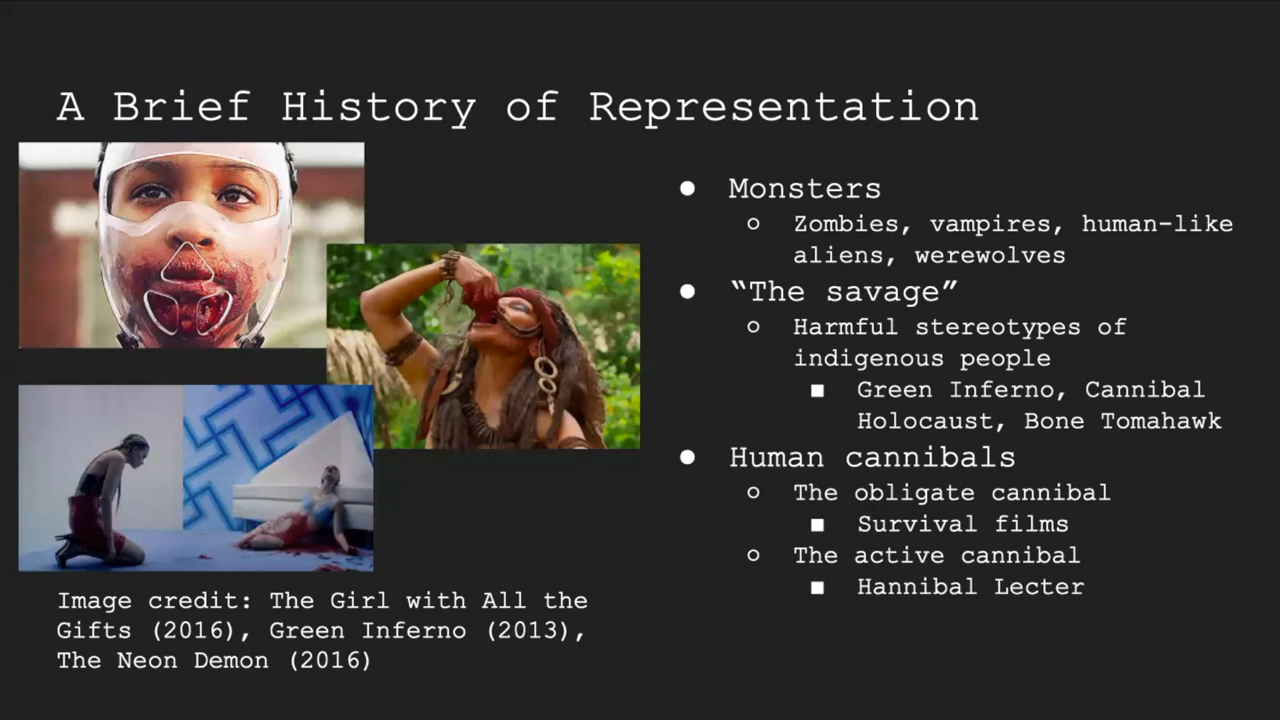 A Brief History of Representation
● Monsters
○ Zombies, vampires, human-like
aliens, werewolves
● “The savage”
○ Harmful stereotypes of
indigenous people
■ Green Inferno, Cannibal
Holocaust, Bone Tomahawk
● Human cannibals
○ The obligate cannibal
■ Survival films
○ The active cannibal
■ Hannibal Lecter
Image credit: The Girl with All the
Gifts (2016), Green Inferno (2013),
The Neon Demon (2016)